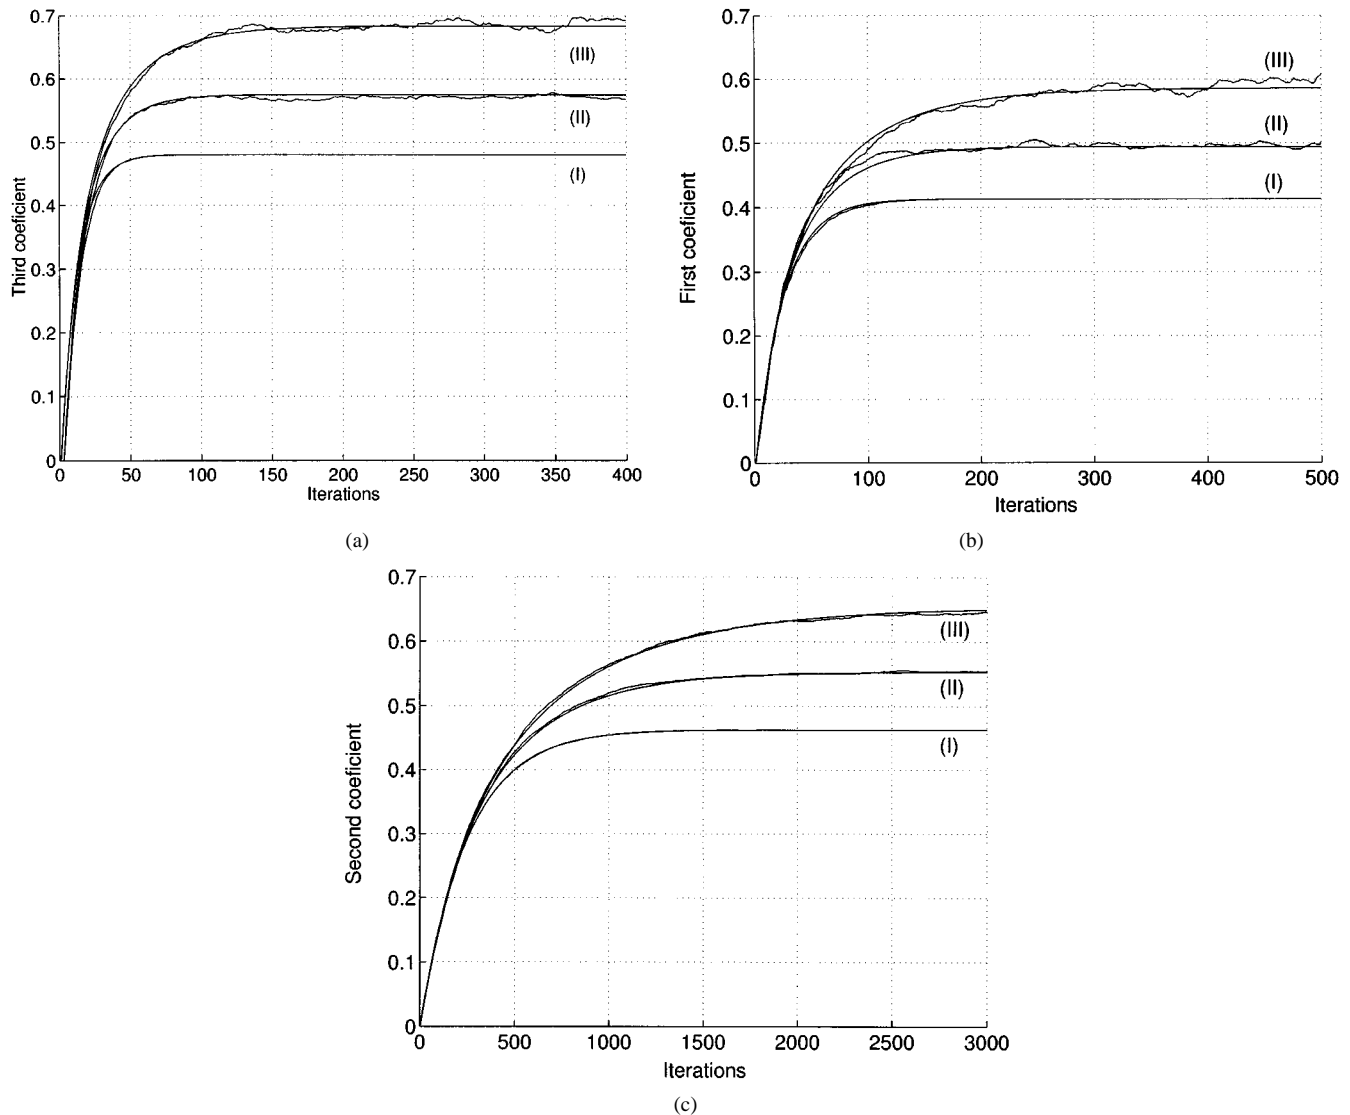 0.7
0.6
0.5
0.4
0.3
0.2
0.1
0
Third coeficient
(III)
(II)
(I)
0 50 100 150 200 250 300 350 400
Iterations
(a)
0.7
0.6
0.5
0.4
0.3
0.2
0.1
0
First coeficient
(III)
(II)
(I)
0 100 200 300 400 500
Iterations
(b)
0.7
0.6
0.5
0.4
0.3
0.2
0.1
0
Second coeficient
(III)
(II)
(I)
0 500 1000 1500 2000 2500 3000
Iterations
(c)